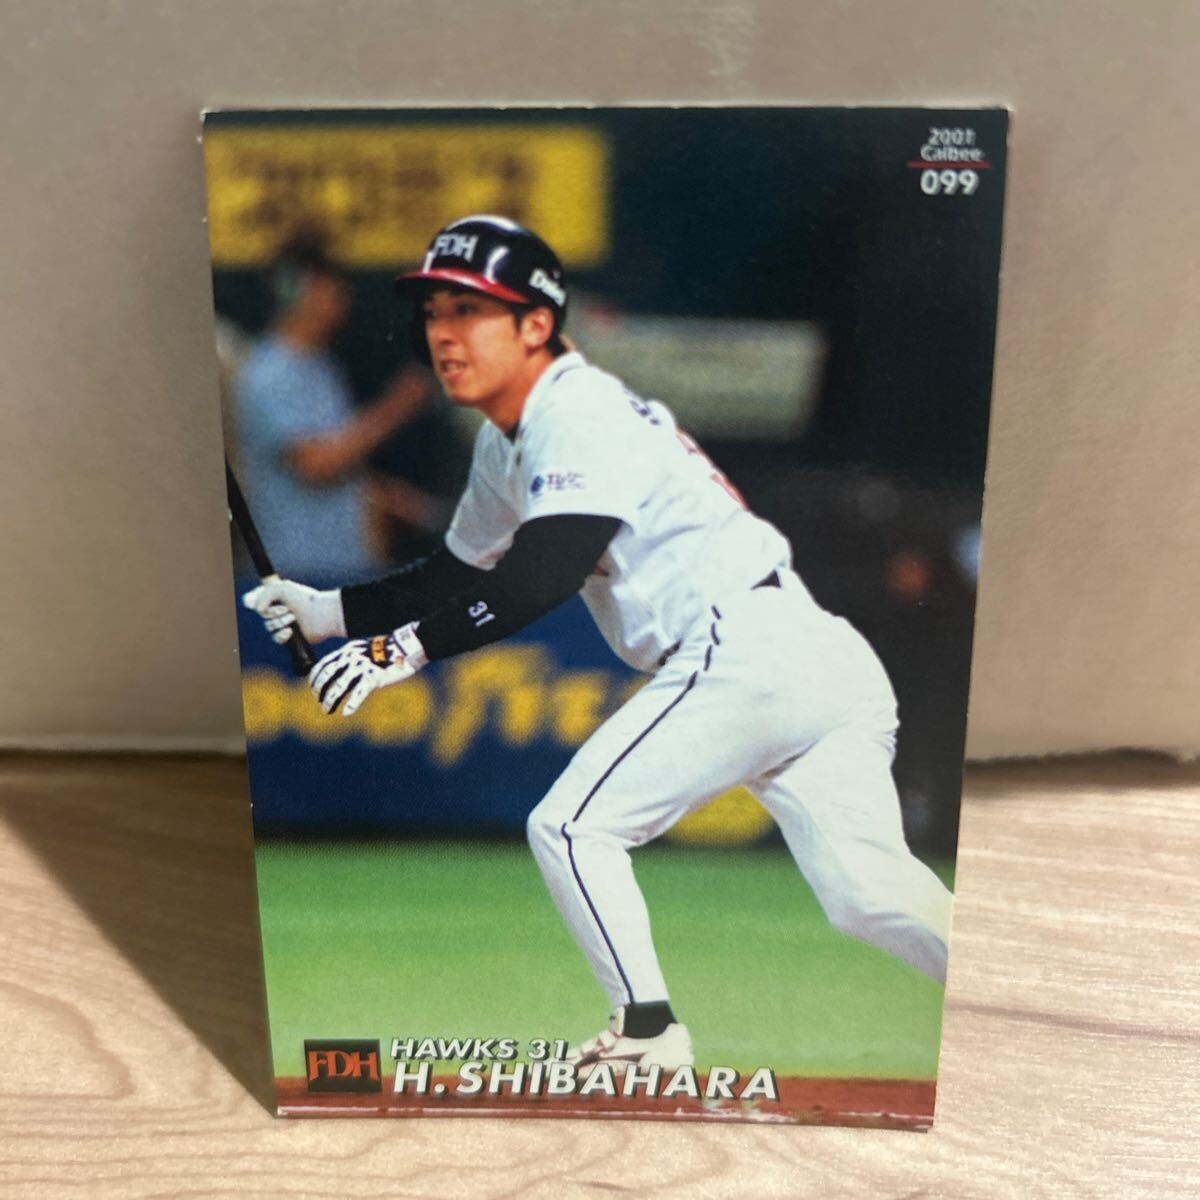 2001
Calbee
099
FDH
31
FDH
HAWKS 31
H. SHIBAHARA